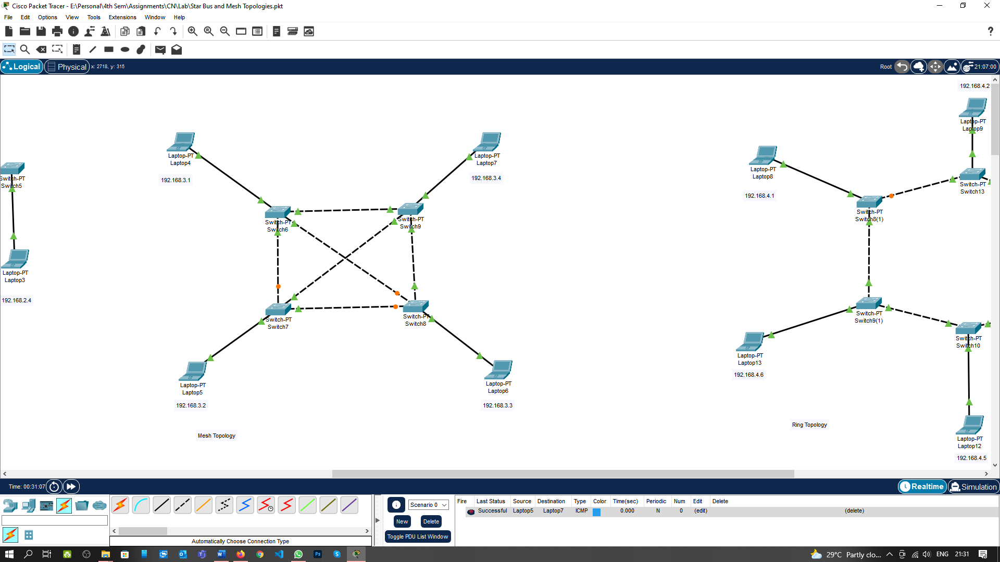 Cisco Packet Tracer - E:\Personal\4th Sem\Assignments\CN\Lab\Star Bus and Mesh Topologies.pkt
File Edit Options View Tools Extensions Window Help
Logical Physical x: 2718, y: 315 Root 21:07:00
192.168.4.2
Laptop-PT
Laptop9
Laptop-PT
Laptop4
192.168.3.1
Laptop-PT
Laptop7
192.168.3.4
Laptop-PT
Laptop8
192.168.4.1
Switch-PT
Switch5
Switch-PT
Switch13
Switch-PT
Switch6
Switch-PT
Switch9
Switch-PT
Switch8(1)
Laptop-PT
Laptop3
192.168.2.4
Switch-PT
Switch7
Switch-PT
Switch8
Switch-PT
Switch9(1)
Switch-PT
Switch10
Laptop-PT
Laptop13
192.168.4.6
Laptop-PT
Laptop5
192.168.3.2
Laptop-PT
Laptop6
192.168.3.3
Mesh Topology
Ring Topology
Laptop-PT
Laptop12
192.168.4.5
Time: 00:31:07 Realtime Simulation
Scenario 0
New Delete
Toggle PDU List Window
Fire Last Status Source Destination Type Color Time(sec) Periodic Num Edit Delete
Successful Laptop5 Laptop7 ICMP 0.000 N 0 (edit) (delete)
Automatically Choose Connection Type
29°C Partly clo... ENG 21:31